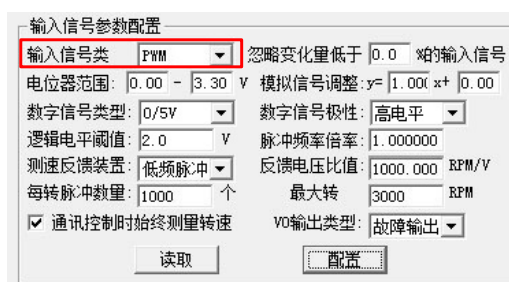 输入信号参数配置
输入信号类 PWM 忽略变化量低于 0.0 %的输入信号
电位器范围: 0.00 - 3.30 V 模拟信号调整:y= 1.00( x+ 0.00
数字信号类型: 0/5V 数字信号极性: 高电平
逻辑电平阈值: 2.0 V 脉冲频率倍率: 1.000000
测速反馈装置: 低频脉冲 反馈电压比值: 1000.000 RPM/V
每转脉冲数量: 1000 个 最大转 3000 RPM
通讯控制时始终测量转速 VO输出类型: 故障输出
读取 配置